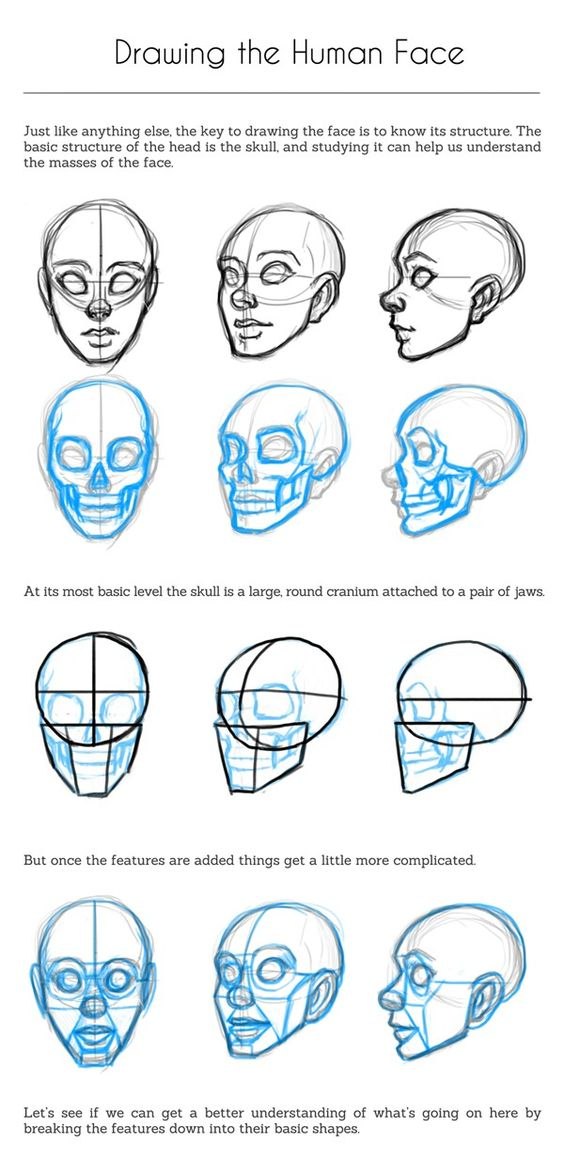 Drawing the Human Face
Just like anything else, the key to drawing the face is to know its structure. The
basic structure of the head is the skull, and studying it can help us understand
the masses of the face.
At its most basic level the skull is a large, round cranium attached to a pair of jaws.
But once the features are added things get a little more complicated.
Let's see if we can get a better understanding of what's going on here by
breaking the features down into their basic shapes.